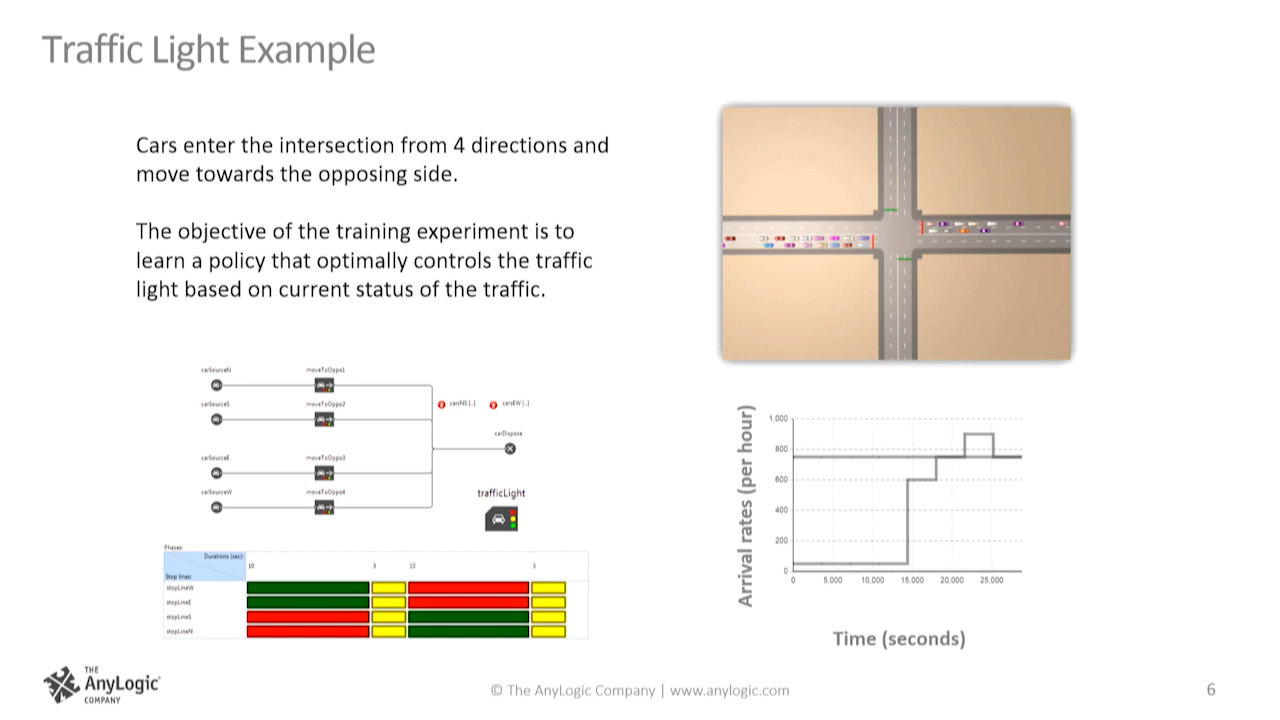 Traffic Light Example
Cars enter the intersection from 4 directions and
move towards the opposing side.
The objective of the training experiment is to
learn a policy that optimally controls the traffic
light based on current status of the traffic.
carSourceN
moveToOppo1
carSourceS
moveToOppo2
carsNS [..]
carsEW [..]
carDispose
carSourceE
moveToOppo3
carSourceW
moveToOppo4
trafficLight
Phases:
Durations (sec):
10
3
10
3
Stop lines:
stopLineW
stopLineE
stopLineS
stopLineN
Arrival rates (per hour)
1,000
800
600
400
200
0
0
5,000
10,000
15,000
20,000
25,000
Time (seconds)
THE
AnyLogic
COMPANY
© The AnyLogic Company | www.anylogic.com
6